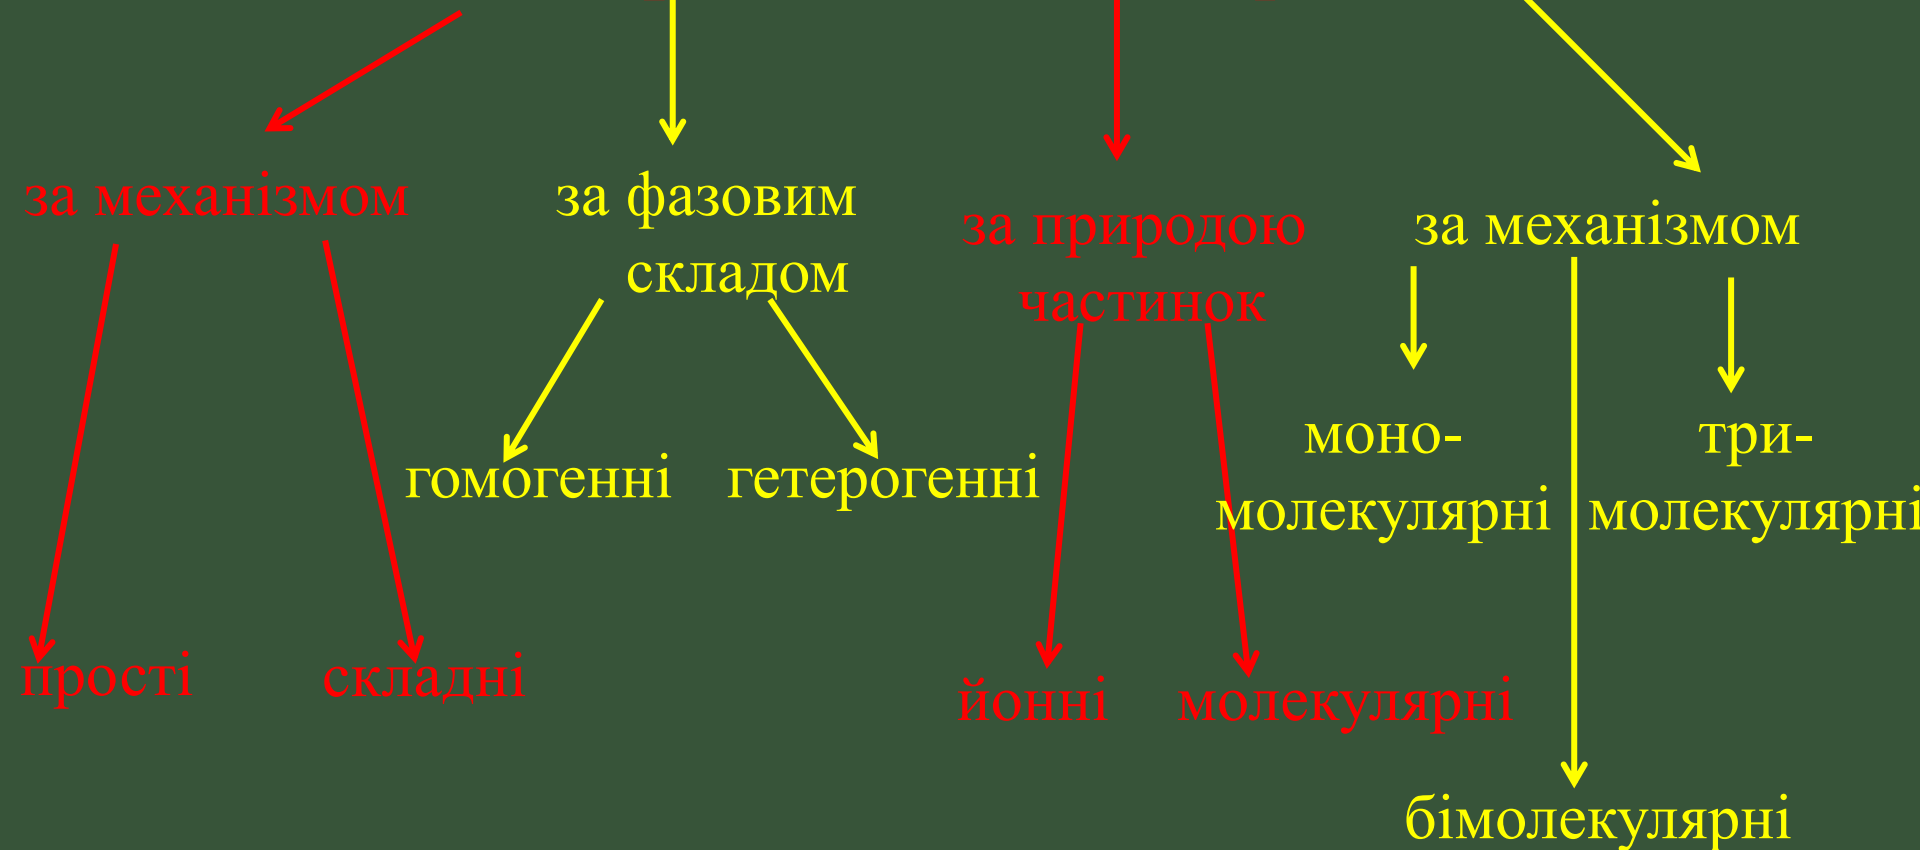 за механізмом
за фазовим
складом
за природою
частинок
за механізмом
гомогенні
гетерогенні
моно-
молекулярні
три-
молекулярні
прості
складні
йонні
молекулярні
бімолекулярні